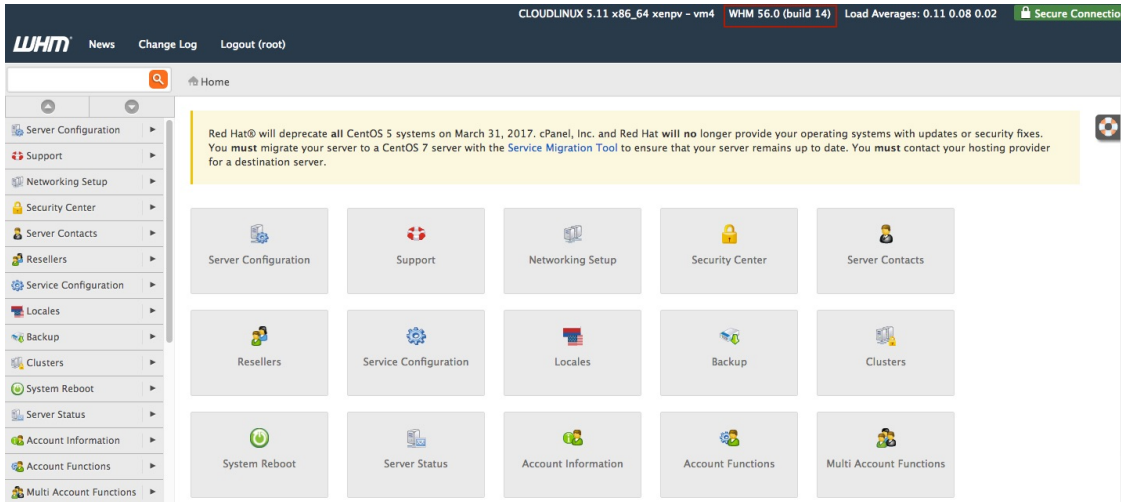 CLOUDLINUX 5.11 x86_64 xenpv – vm4 WHM 56.0 (build 14) Load Averages: 0.11 0.08 0.02 Secure Connectio
WHM News Change Log Logout (root)
Home
Server Configuration
Support
Networking Setup
Security Center
Server Contacts
Resellers
Service Configuration
Locales
Backup
Clusters
System Reboot
Server Status
Account Information
Account Functions
Multi Account Functions
Red Hat® will deprecate all CentOS 5 systems on March 31, 2017. cPanel, Inc. and Red Hat will no longer provide your operating systems with updates or security fixes.
You must migrate your server to a CentOS 7 server with the Service Migration Tool to ensure that your server remains up to date. You must contact your hosting provider
for a destination server.
Server Configuration Support Networking Setup Security Center Server Contacts
Resellers Service Configuration Locales Backup Clusters
System Reboot Server Status Account Information Account Functions Multi Account Functions